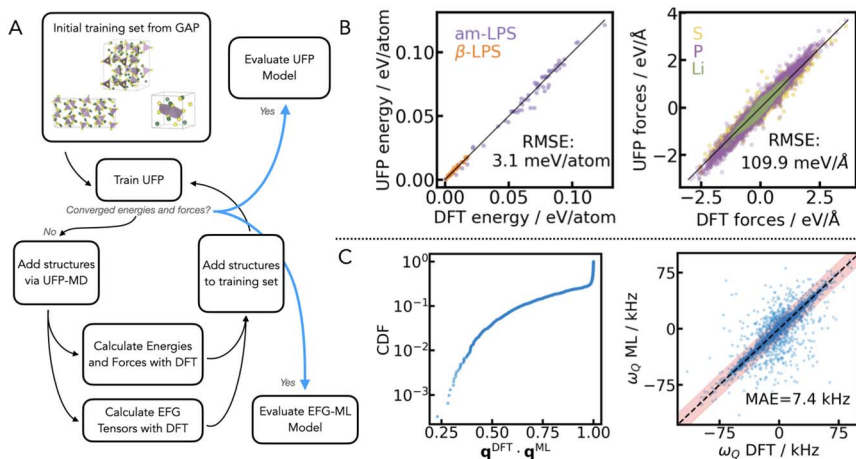 A
Initial training set from GAP
Evaluate UFP
Model
Yes
Train UFP
Converged energies and forces?
No
Add structures
via UFP-MD
Add structures
to training set
Calculate Energies
and Forces with DFT
Calculate EFG
Tensors with DFT
Yes
Evaluate EFG-ML
Model
B
UFP energy / eV/atom
0.10
0.05
0.00
am-LPS
β-LPS
RMSE:
3.1 meV/atom
0.00
0.05
0.10
DFT energy / eV/atom
UFP forces / eV/Å
2
0
−2
S
P
Li
RMSE:
109.9 meV/Å
−2.5
0.0
2.5
DFT forces / eV/Å
C
CDF
10⁰
10⁻¹
10⁻²
10⁻³
0.25
0.50
0.75
1.00
q^DFT · q^ML
ω_Q ML / kHz
75
0
−75
MAE=7.4 kHz
−75
0
75
ω_Q DFT / kHz